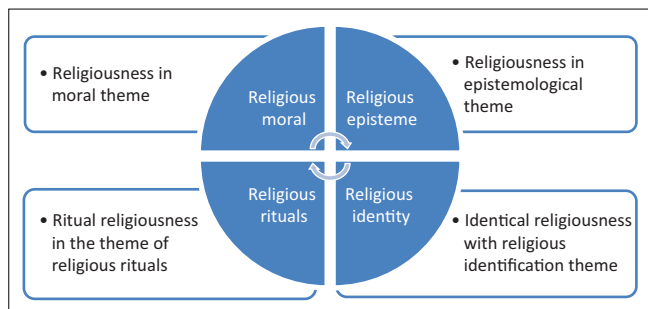 • Religiousness in
moral theme
Religious
moral
Religious
episteme
• Religiousness in
epistemological
theme
• Ritual religiousness
in the theme of
religious rituals
Religious
rituals
Religious
identity
• Identical religiousness
with religious
identification theme